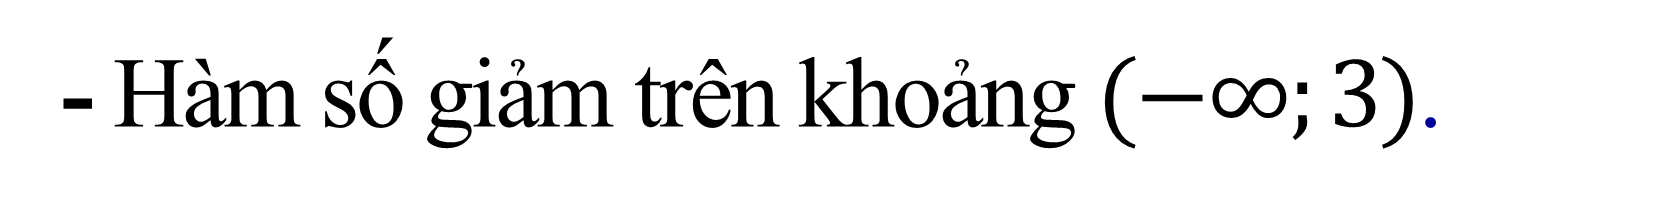 - Hàm số giảm trên khoảng (−∞; 3).